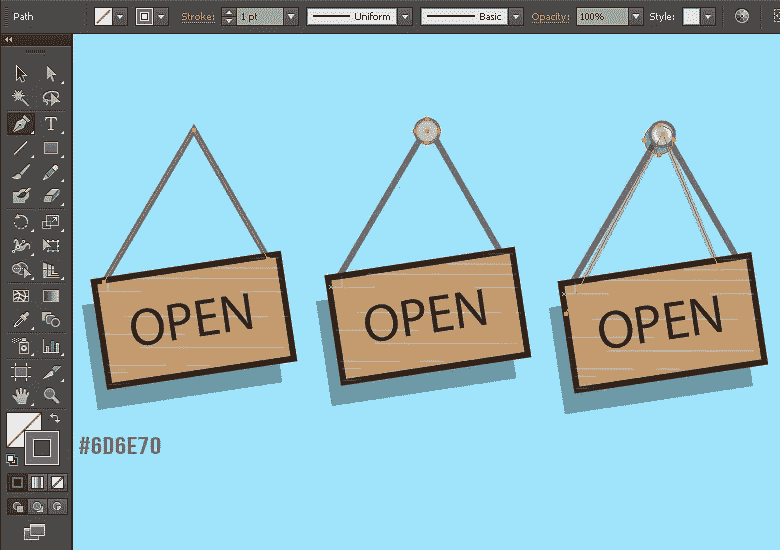 Path Stroke: 1 pt Uniform Basic Opacity: 100% Style:
T
OPEN OPEN OPEN
#6D6E70